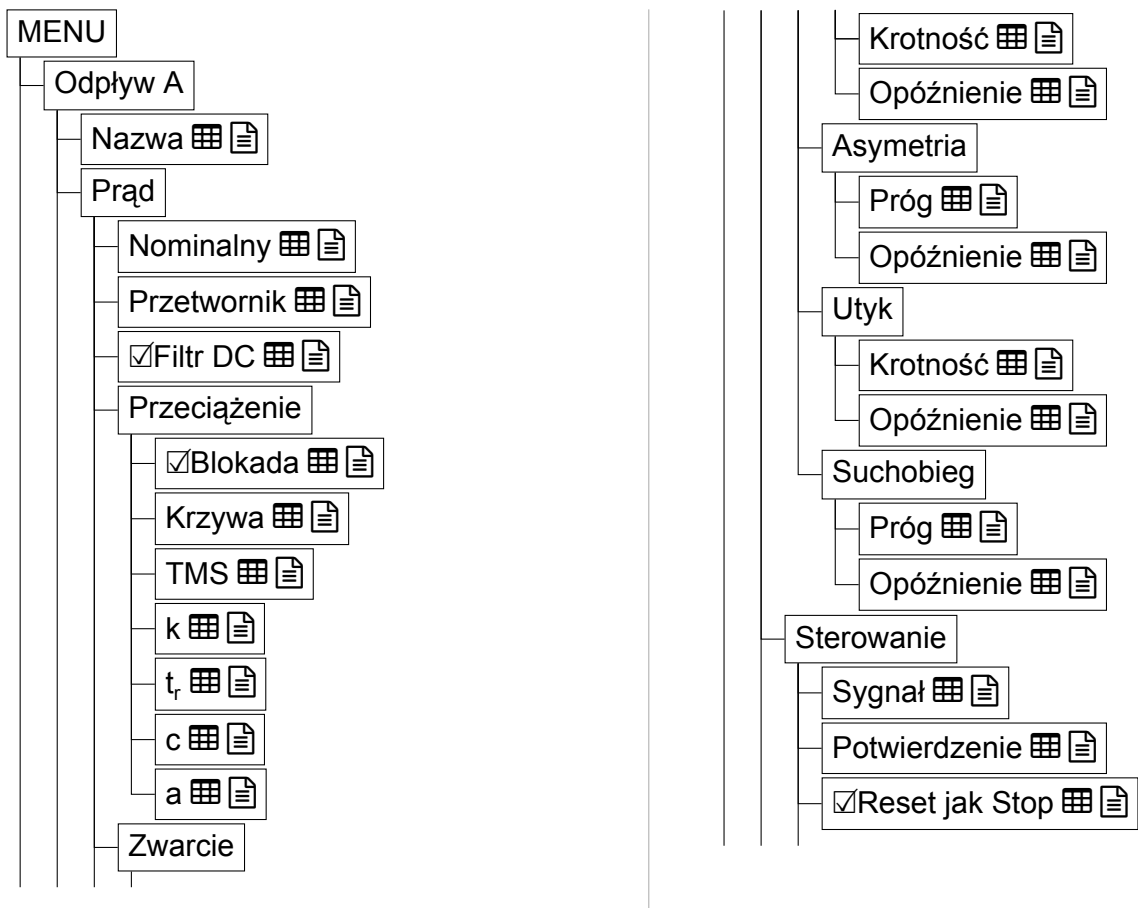 MENU
Odpływ A
Nazwa
Prąd
Nominalny
Przetwornik
☑Filtr DC
Przeciążenie
☑Blokada
Krzywa
TMS
k
tᵣ
c
a
Zwarcie
Krotność
Opóźnienie
Asymetria
Próg
Opóźnienie
Utyk
Krotność
Opóźnienie
Suchobieg
Próg
Opóźnienie
Sterowanie
Sygnał
Potwierdzenie
☑Reset jak Stop